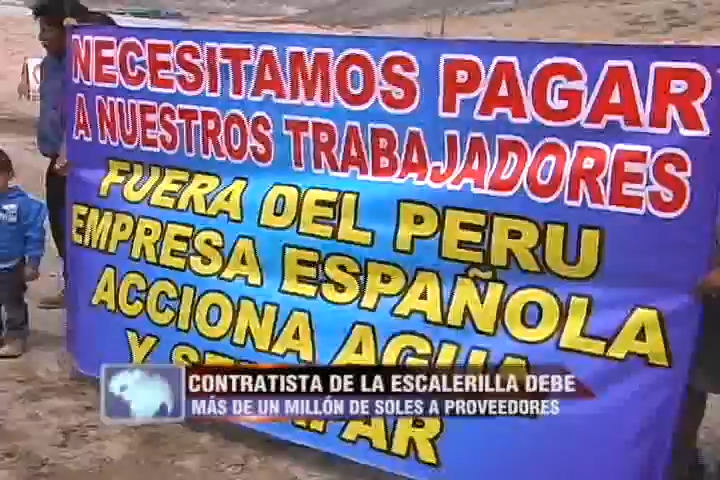 NECESITAMOS PAGAR
A NUESTROS TRABAJADORES
FUERA DEL PERU
EMPRESA ESPAÑOLA
ACCIONA AGUA
Y
CONTRATISTA DE LA ESCALERILLA DEBE
MÁS DE UN MILLÓN DE SOLES A PROVEEDORES